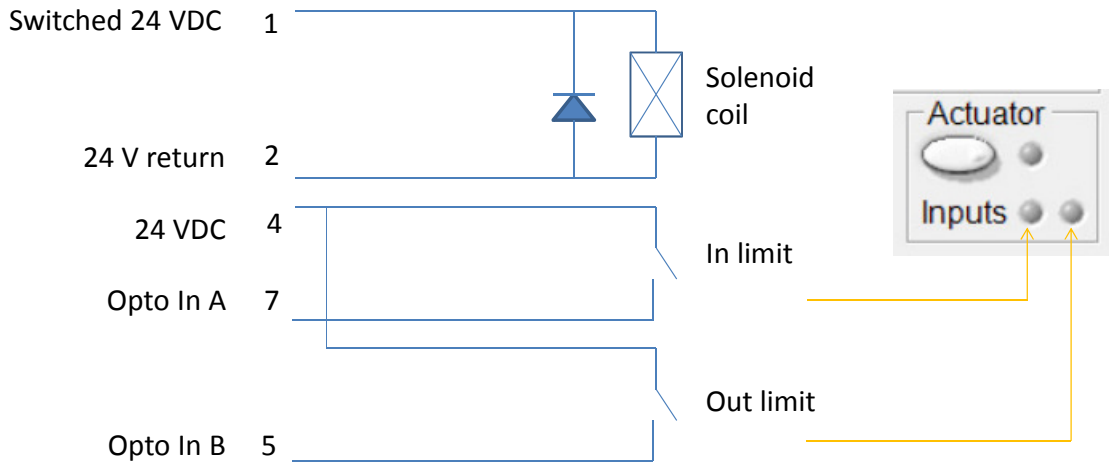 Switched 24 VDC 1
Solenoid
coil
Actuator
24 V return 2
Inputs
24 VDC 4
In limit
Opto In A 7
Out limit
Opto In B 5